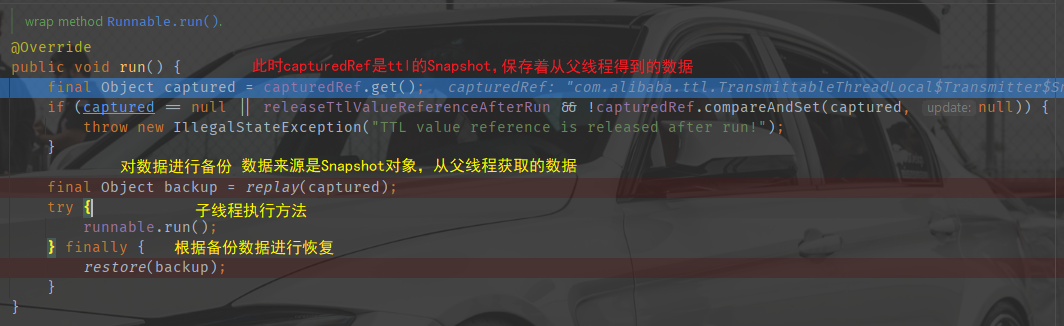 wrap method Runnable.run().
@Override
public void run() { 此时capturedRef是ttl的Snapshot,保存着从父线程得到的数据
final Object captured = capturedRef.get(); capturedRef: "com.alibaba.ttl.TransmittableThreadLocal$Transmitter$Sn
if (captured == null || releaseTtlValueReferenceAfterRun && !capturedRef.compareAndSet(captured, update: null)) {
throw new IllegalStateException("TTL value reference is released after run!");
}
对数据进行备份 数据来源是Snapshot对象，从父线程获取的数据
final Object backup = replay(captured);
try { 子线程执行方法
runnable.run();
} finally { 根据备份数据进行恢复
restore(backup);
}
}